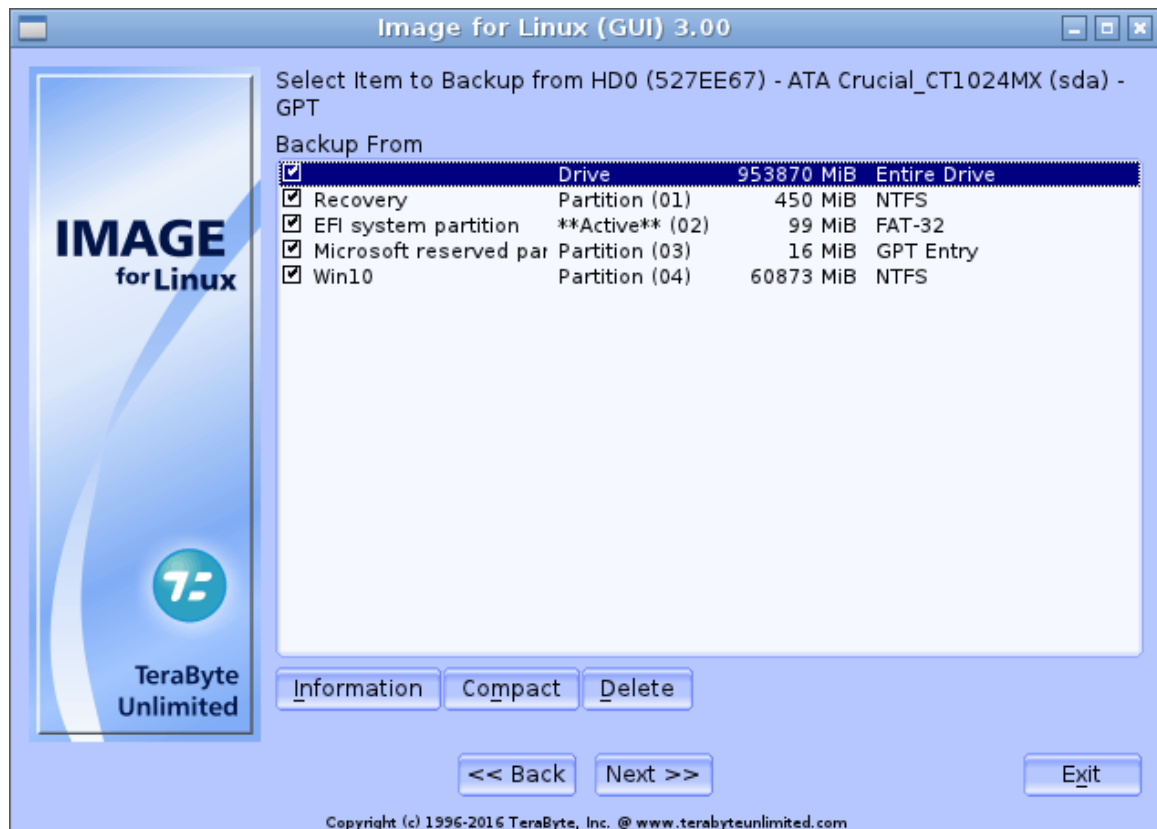 Image for Linux (GUI) 3.00
Select Item to Backup from HD0 (527EE67) - ATA Crucial_CT1024MX (sda) -
GPT
Backup From
Drive 953870 MiB Entire Drive
Recovery Partition (01) 450 MiB NTFS
EFI system partition **Active** (02) 99 MiB FAT-32
Microsoft reserved par Partition (03) 16 MiB GPT Entry
Win10 Partition (04) 60873 MiB NTFS
IMAGE
for Linux
TeraByte
Unlimited
Information Compact Delete
<< Back Next >> Exit
Copyright (c) 1996-2016 TeraByte, Inc. @ www.terabyteunlimited.com